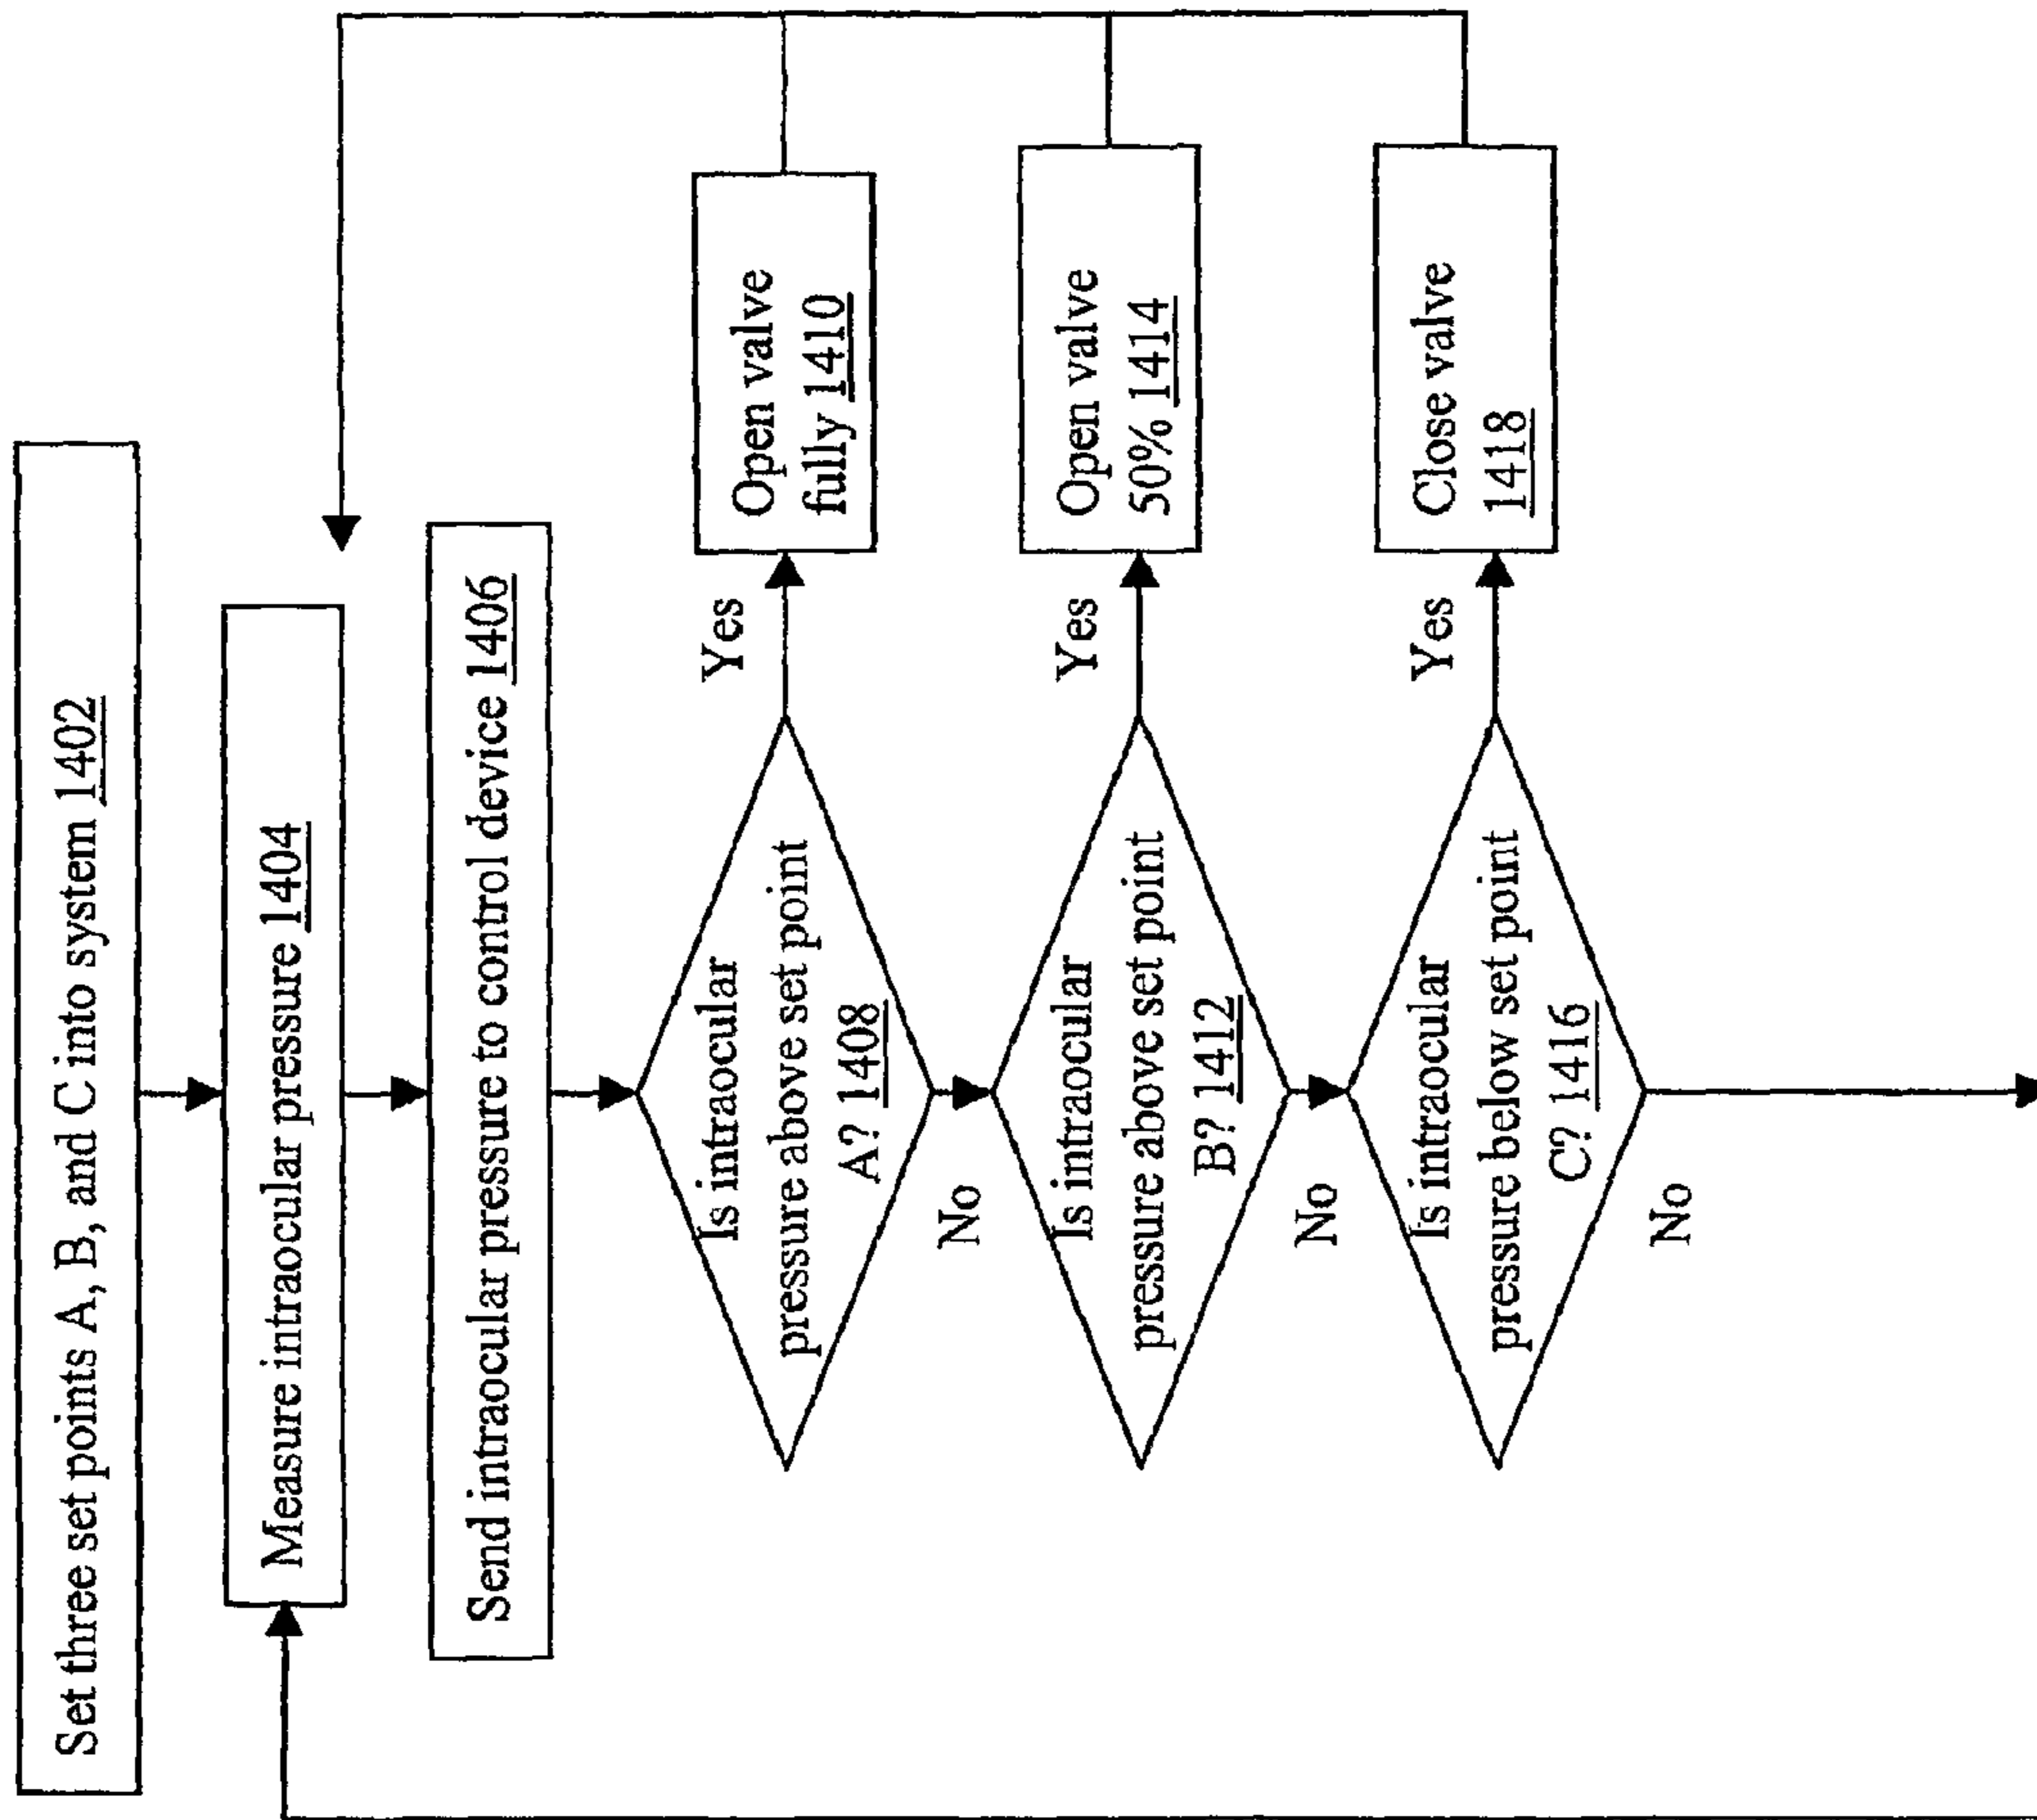 Set three set points A, B, and C into system 1402
Measure intraocular pressure 1404
Send intraocular pressure to control device 1406
Is intraocular
pressure above set point
A? 1408
Yes
Open valve
fully 1410
No
Is intraocular
pressure above set point
B? 1412
Yes
Open valve
50% 1414
No
Is intraocular
pressure below set point
C? 1416
Yes
Close valve
1418
No